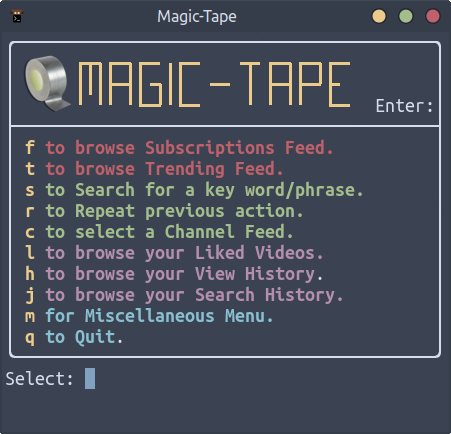 Magic-Tape
MAGIC-TAPE Enter:
f to browse Subscriptions Feed.
t to browse Trending Feed.
s to Search for a key word/phrase.
r to Repeat previous action.
c to select a Channel Feed.
l to browse your Liked Videos.
h to browse your View History.
j to browse your Search History.
m for Miscellaneous Menu.
q to Quit.
Select: